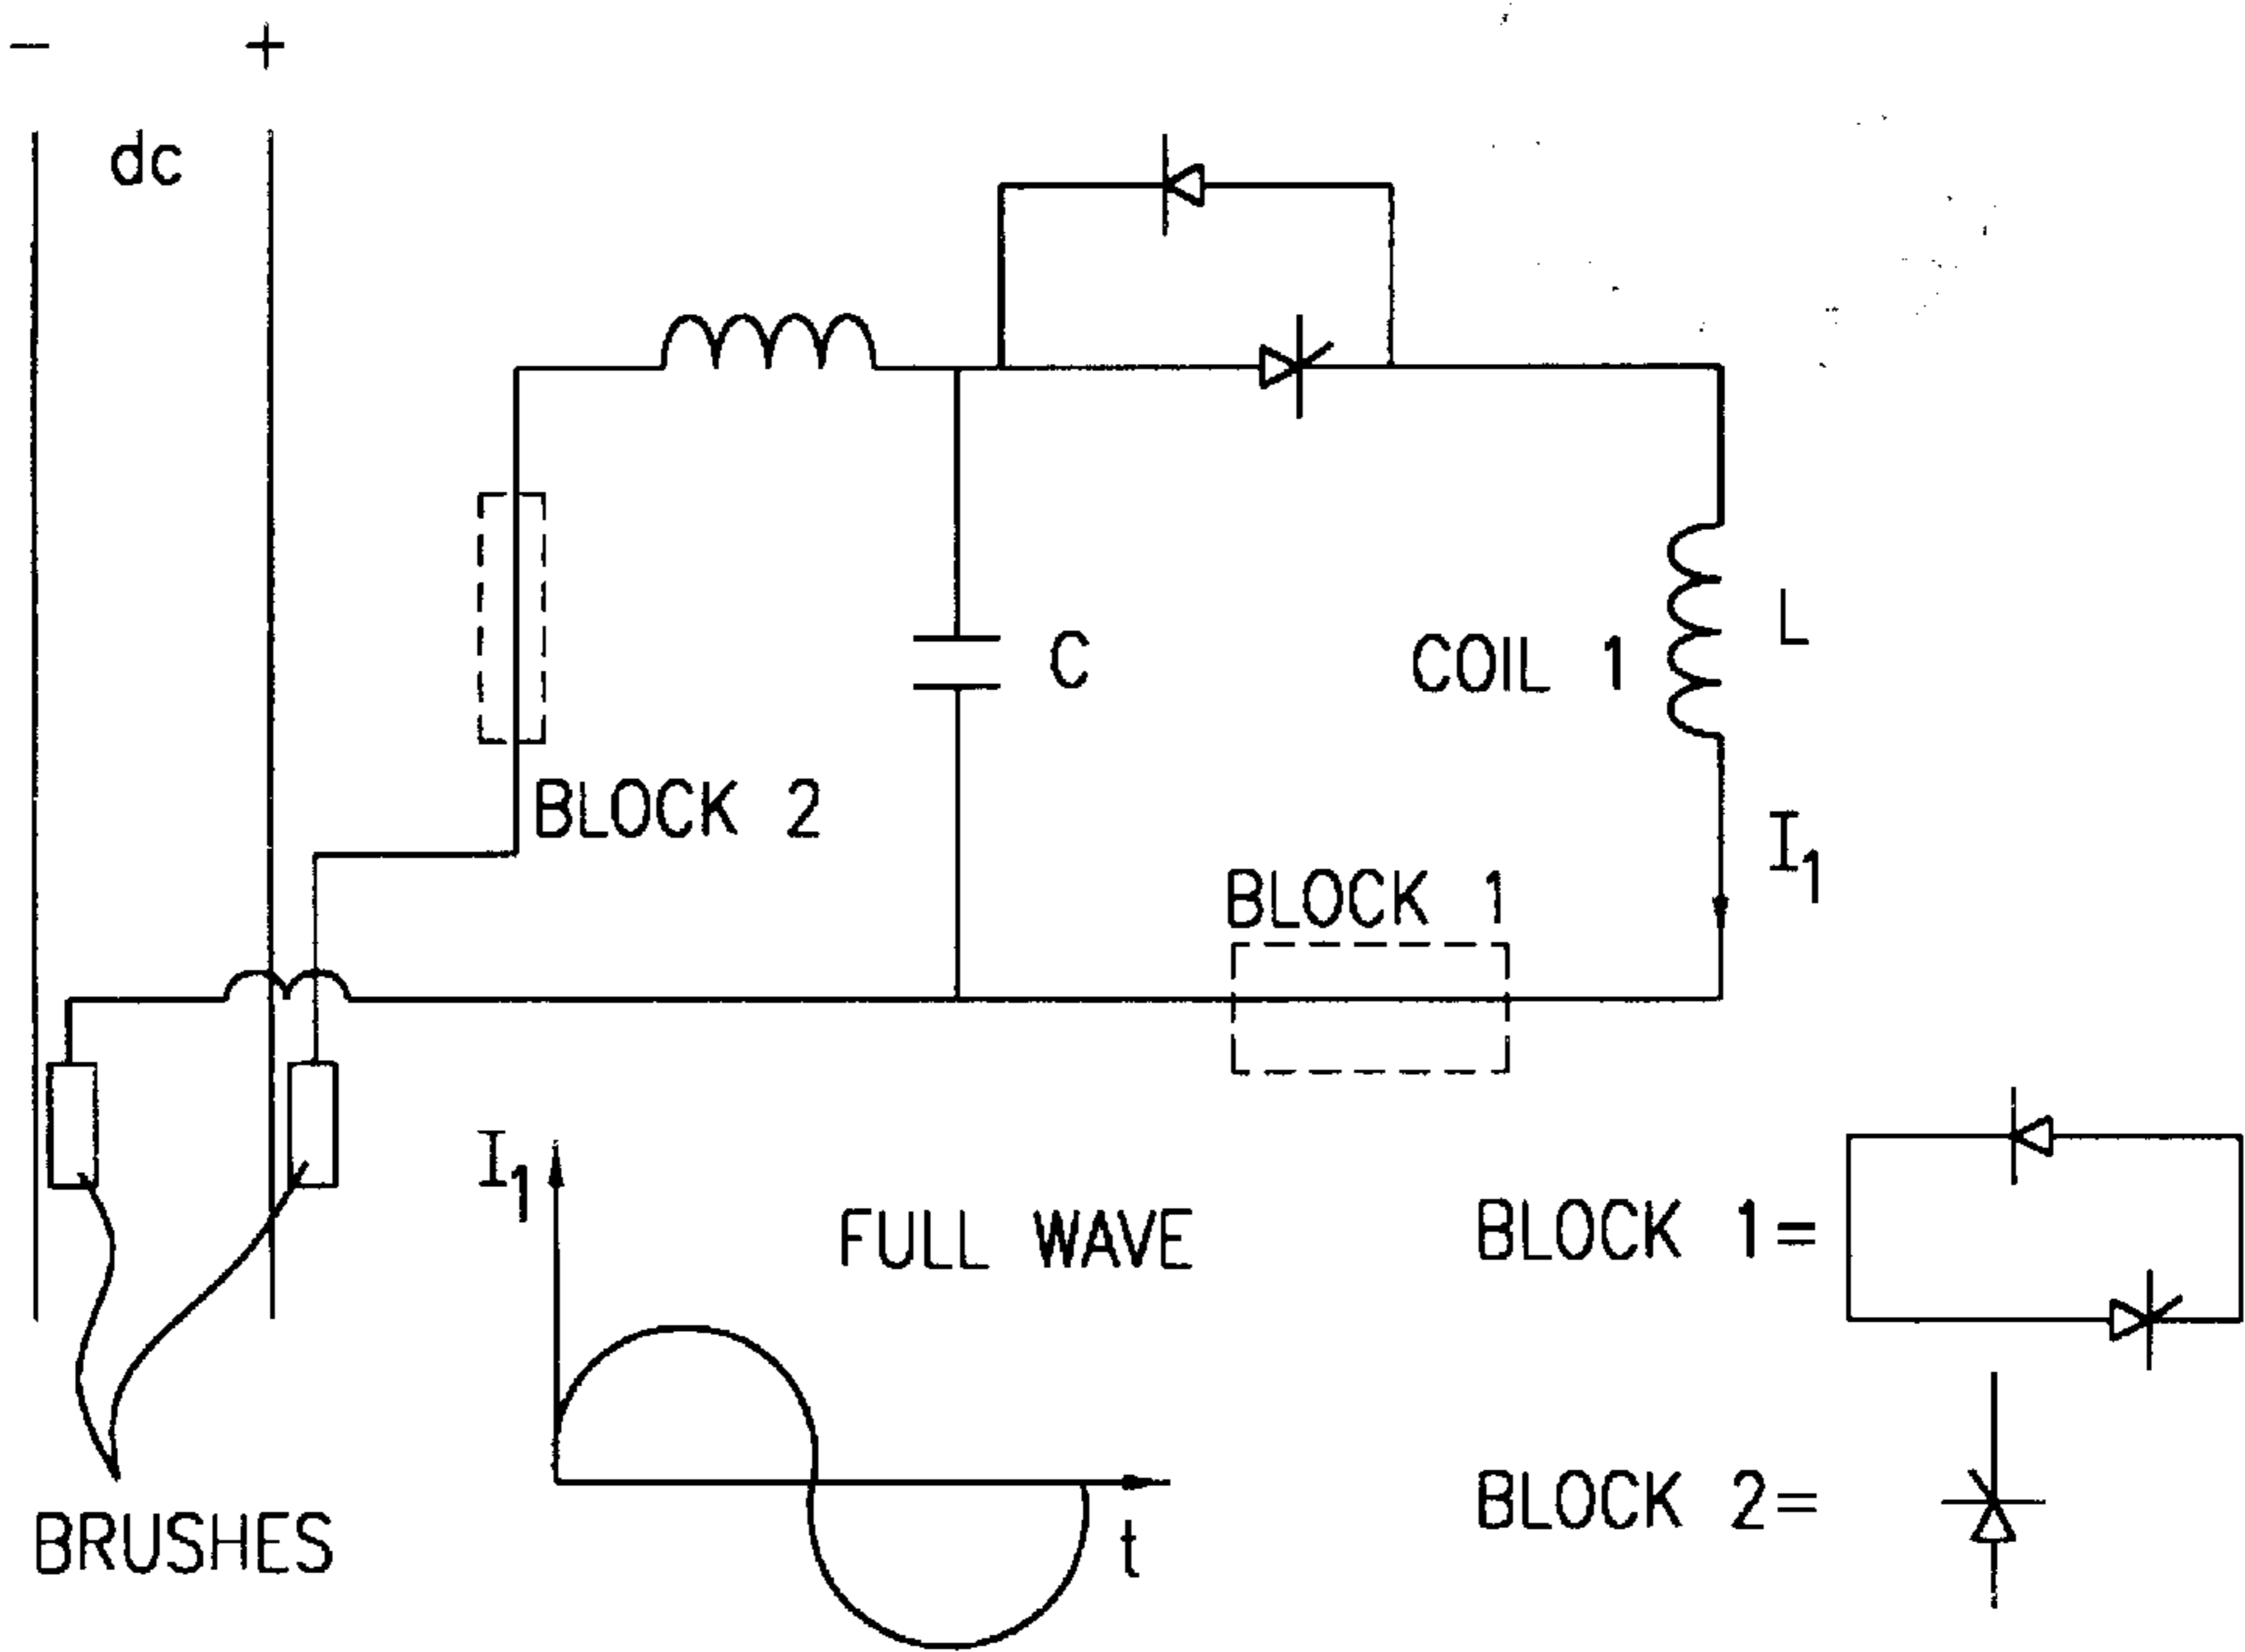 − +
dc
C
COIL 1 L
BLOCK 2
I₁
BLOCK 1
I₁
FULL WAVE
BLOCK 1=
BLOCK 2=
t
BRUSHES